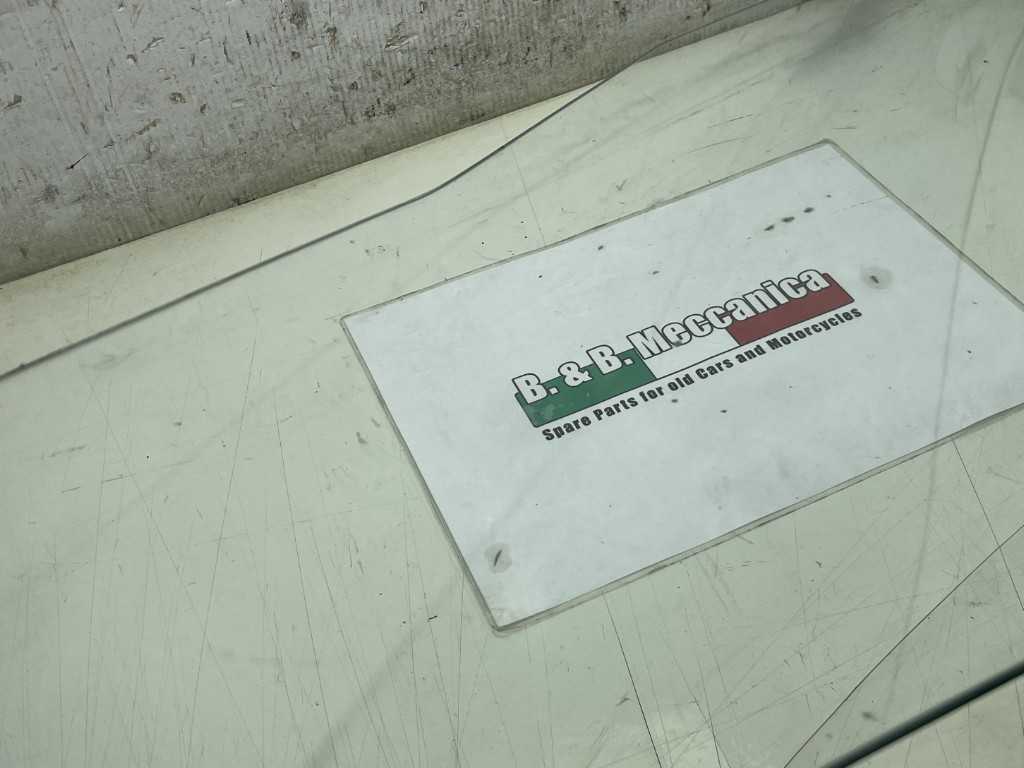 B. & B. Meccanica
Spare Parts for old Cars and Motorcycles